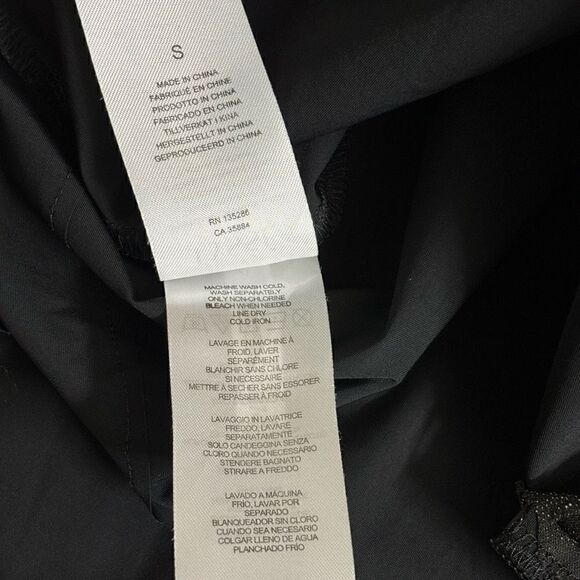 S
MADE IN CHINA
FABRIQUÉ EN CHINE
PRODOTTO IN CHINA
FABRICADO EN CHINA
TILLVERKAT I KINA
HERGESTELLT IN CHINA
GEPRODUCEERD IN CHINA
RN 135286
CA 35884
MACHINE WASH COLD,
WASH SEPARATELY
ONLY NON-CHLORINE
BLEACH WHEN NEEDED
LINE DRY
COLD IRON
LAVAGE EN MACHINE À
FROID, LAVER
SÉPARÉMENT
BLANCHIR SANS CHLORE
SI NECESSAIRE
METTRE À SECHER SANS ESSORER
REPASSER À FROID
LAVAGGIO IN LAVATRICE
FREDDO, LAVARE
SEPARATAMENTE
SOLO CANDEGGINA SENZA
CLORO QUANDO NECESSARIO
STENDERE BAGNATO
STIRARE A FREDDO
LAVADO A MÁQUINA
FRÍO, LAVAR POR
SEPARADO
BLANQUEADOR SIN CLORO
CUANDO SEA NECESARIO
COLGAR LLENO DE AGUA
PLANCHADO FRÍO